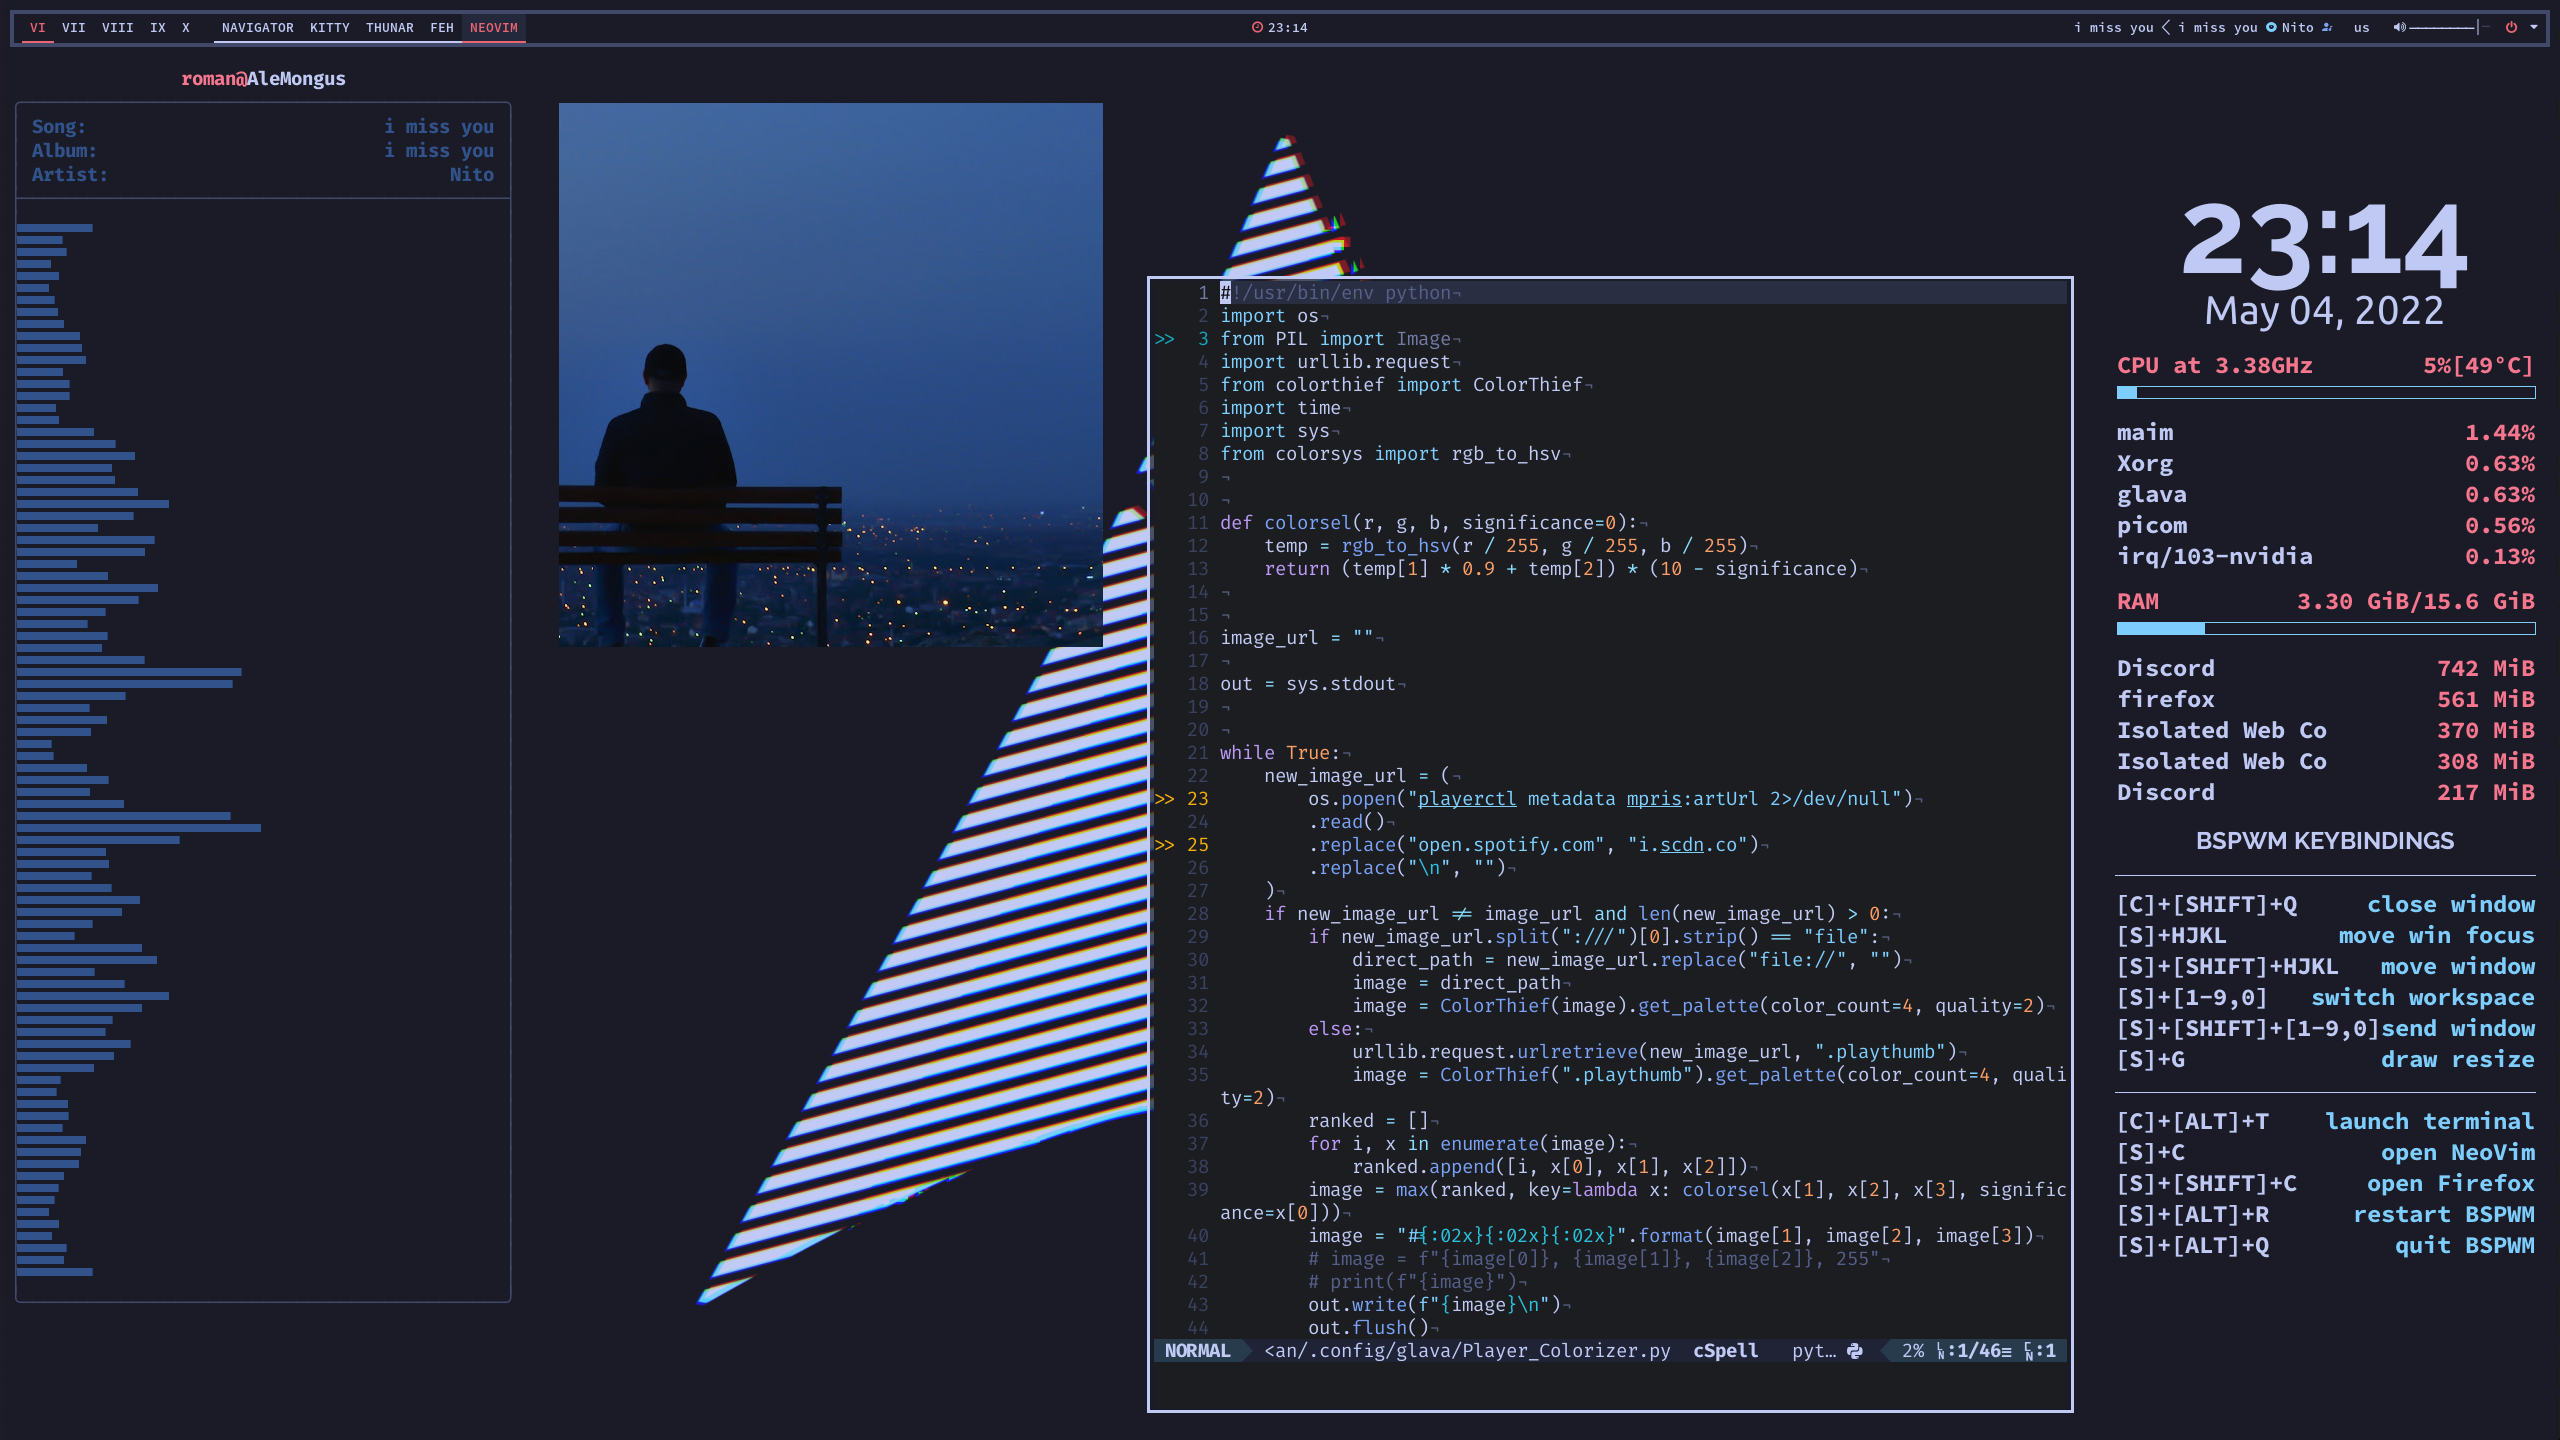 VI VII VIII IX X NAVIGATOR KITTY THUNAR FEH NEOVIM
23:14
i miss you < i miss you Nito us
roman@AleMongus
Song: i miss you
Album: i miss you
Artist: Nito
1 #!/usr/bin/env python¬
2 import os¬
>> 3 from PIL import Image¬
4 import urllib.request¬
5 from colorthief import ColorThief¬
6 import time¬
7 import sys¬
8 from colorsys import rgb_to_hsv¬
9 ¬
10 ¬
11 def colorsel(r, g, b, significance=0):¬
12     temp = rgb_to_hsv(r / 255, g / 255, b / 255)¬
13     return (temp[1] * 0.9 + temp[2]) * (10 - significance)¬
14 ¬
15 ¬
16 image_url = ""¬
17 ¬
18 out = sys.stdout¬
19 ¬
20 ¬
21 while True:¬
22     new_image_url = (¬
>> 23         os.popen("playerctl metadata mpris:artUrl 2>/dev/null")¬
24         .read()¬
>> 25         .replace("open.spotify.com", "i.scdn.co")¬
26         .replace("\n", "")¬
27     )¬
28     if new_image_url != image_url and len(new_image_url) > 0:¬
29         if new_image_url.split(":///")[0].strip() == "file":¬
30             direct_path = new_image_url.replace("file://", "")¬
31             image = direct_path¬
32             image = ColorThief(image).get_palette(color_count=4, quality=2)¬
33         else:¬
34             urllib.request.urlretrieve(new_image_url, ".playthumb")¬
35             image = ColorThief(".playthumb").get_palette(color_count=4, quali
ty=2)¬
36         ranked = []¬
37         for i, x in enumerate(image):¬
38             ranked.append([i, x[0], x[1], x[2]])¬
39         image = max(ranked, key=lambda x: colorsel(x[1], x[2], x[3], signific
ance=x[0]))¬
40         image = "#{:02x}{:02x}{:02x}".format(image[1], image[2], image[3])¬
41         # image = f"{image[0]}, {image[1]}, {image[2]}, 255"¬
42         # print(f"{image}")¬
43         out.write(f"{image}\n")¬
44         out.flush()¬
NORMAL <an/.config/glava/Player_Colorizer.py cSpell pyt… 2% LN:1/46≡ CN:1
23:14
May 04, 2022
CPU at 3.38GHz 5%[49°C]
maim 1.44%
Xorg 0.63%
glava 0.63%
picom 0.56%
irq/103-nvidia 0.13%
RAM 3.30 GiB/15.6 GiB
Discord 742 MiB
firefox 561 MiB
Isolated Web Co 370 MiB
Isolated Web Co 308 MiB
Discord 217 MiB
BSPWM KEYBINDINGS
[C]+[SHIFT]+Q close window
[S]+HJKL move win focus
[S]+[SHIFT]+HJKL move window
[S]+[1-9,0] switch workspace
[S]+[SHIFT]+[1-9,0]send window
[S]+G draw resize
[C]+[ALT]+T launch terminal
[S]+C open NeoVim
[S]+[SHIFT]+C open Firefox
[S]+[ALT]+R restart BSPWM
[S]+[ALT]+Q quit BSPWM